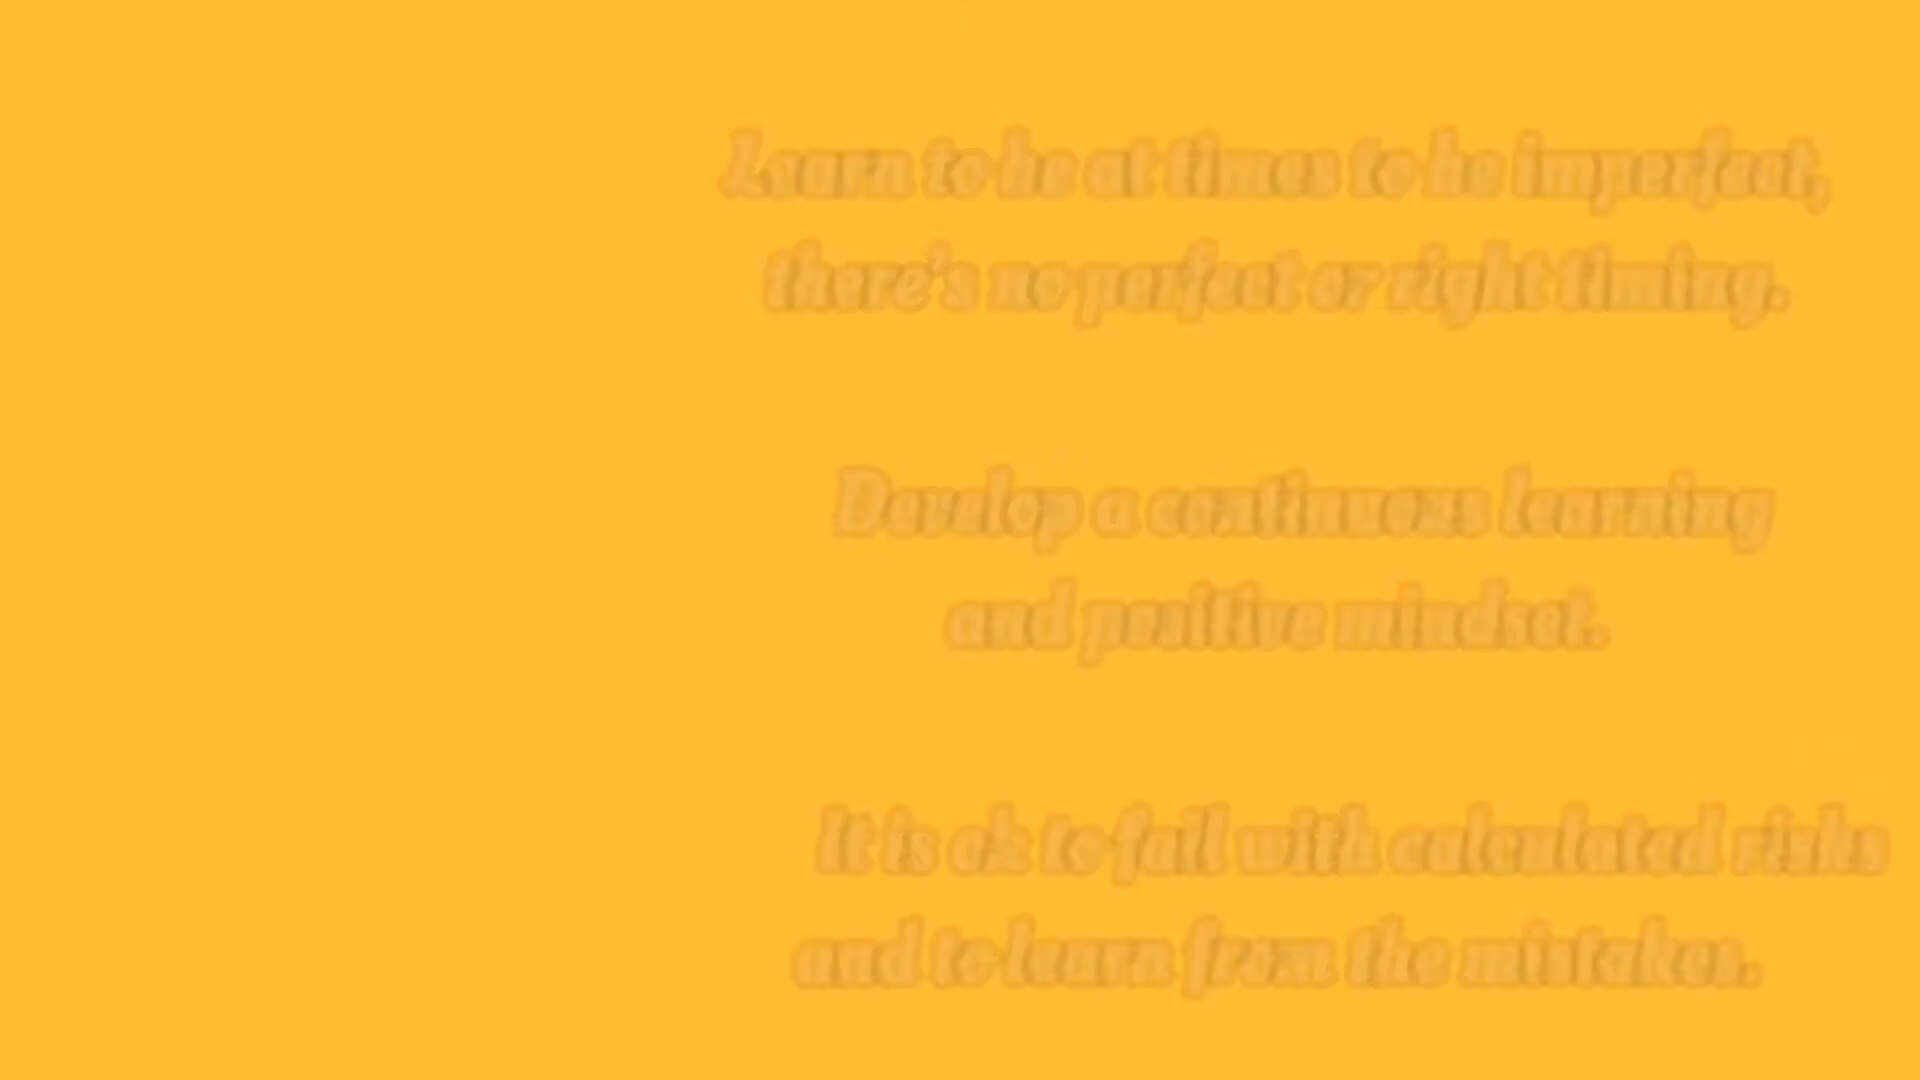 Learn to be at times to be imperfect,
there's no perfect or right timing.
Develop a continuous learning
and positive mindset.
It is ok to fail with calculated risks
and to learn from the mistakes.